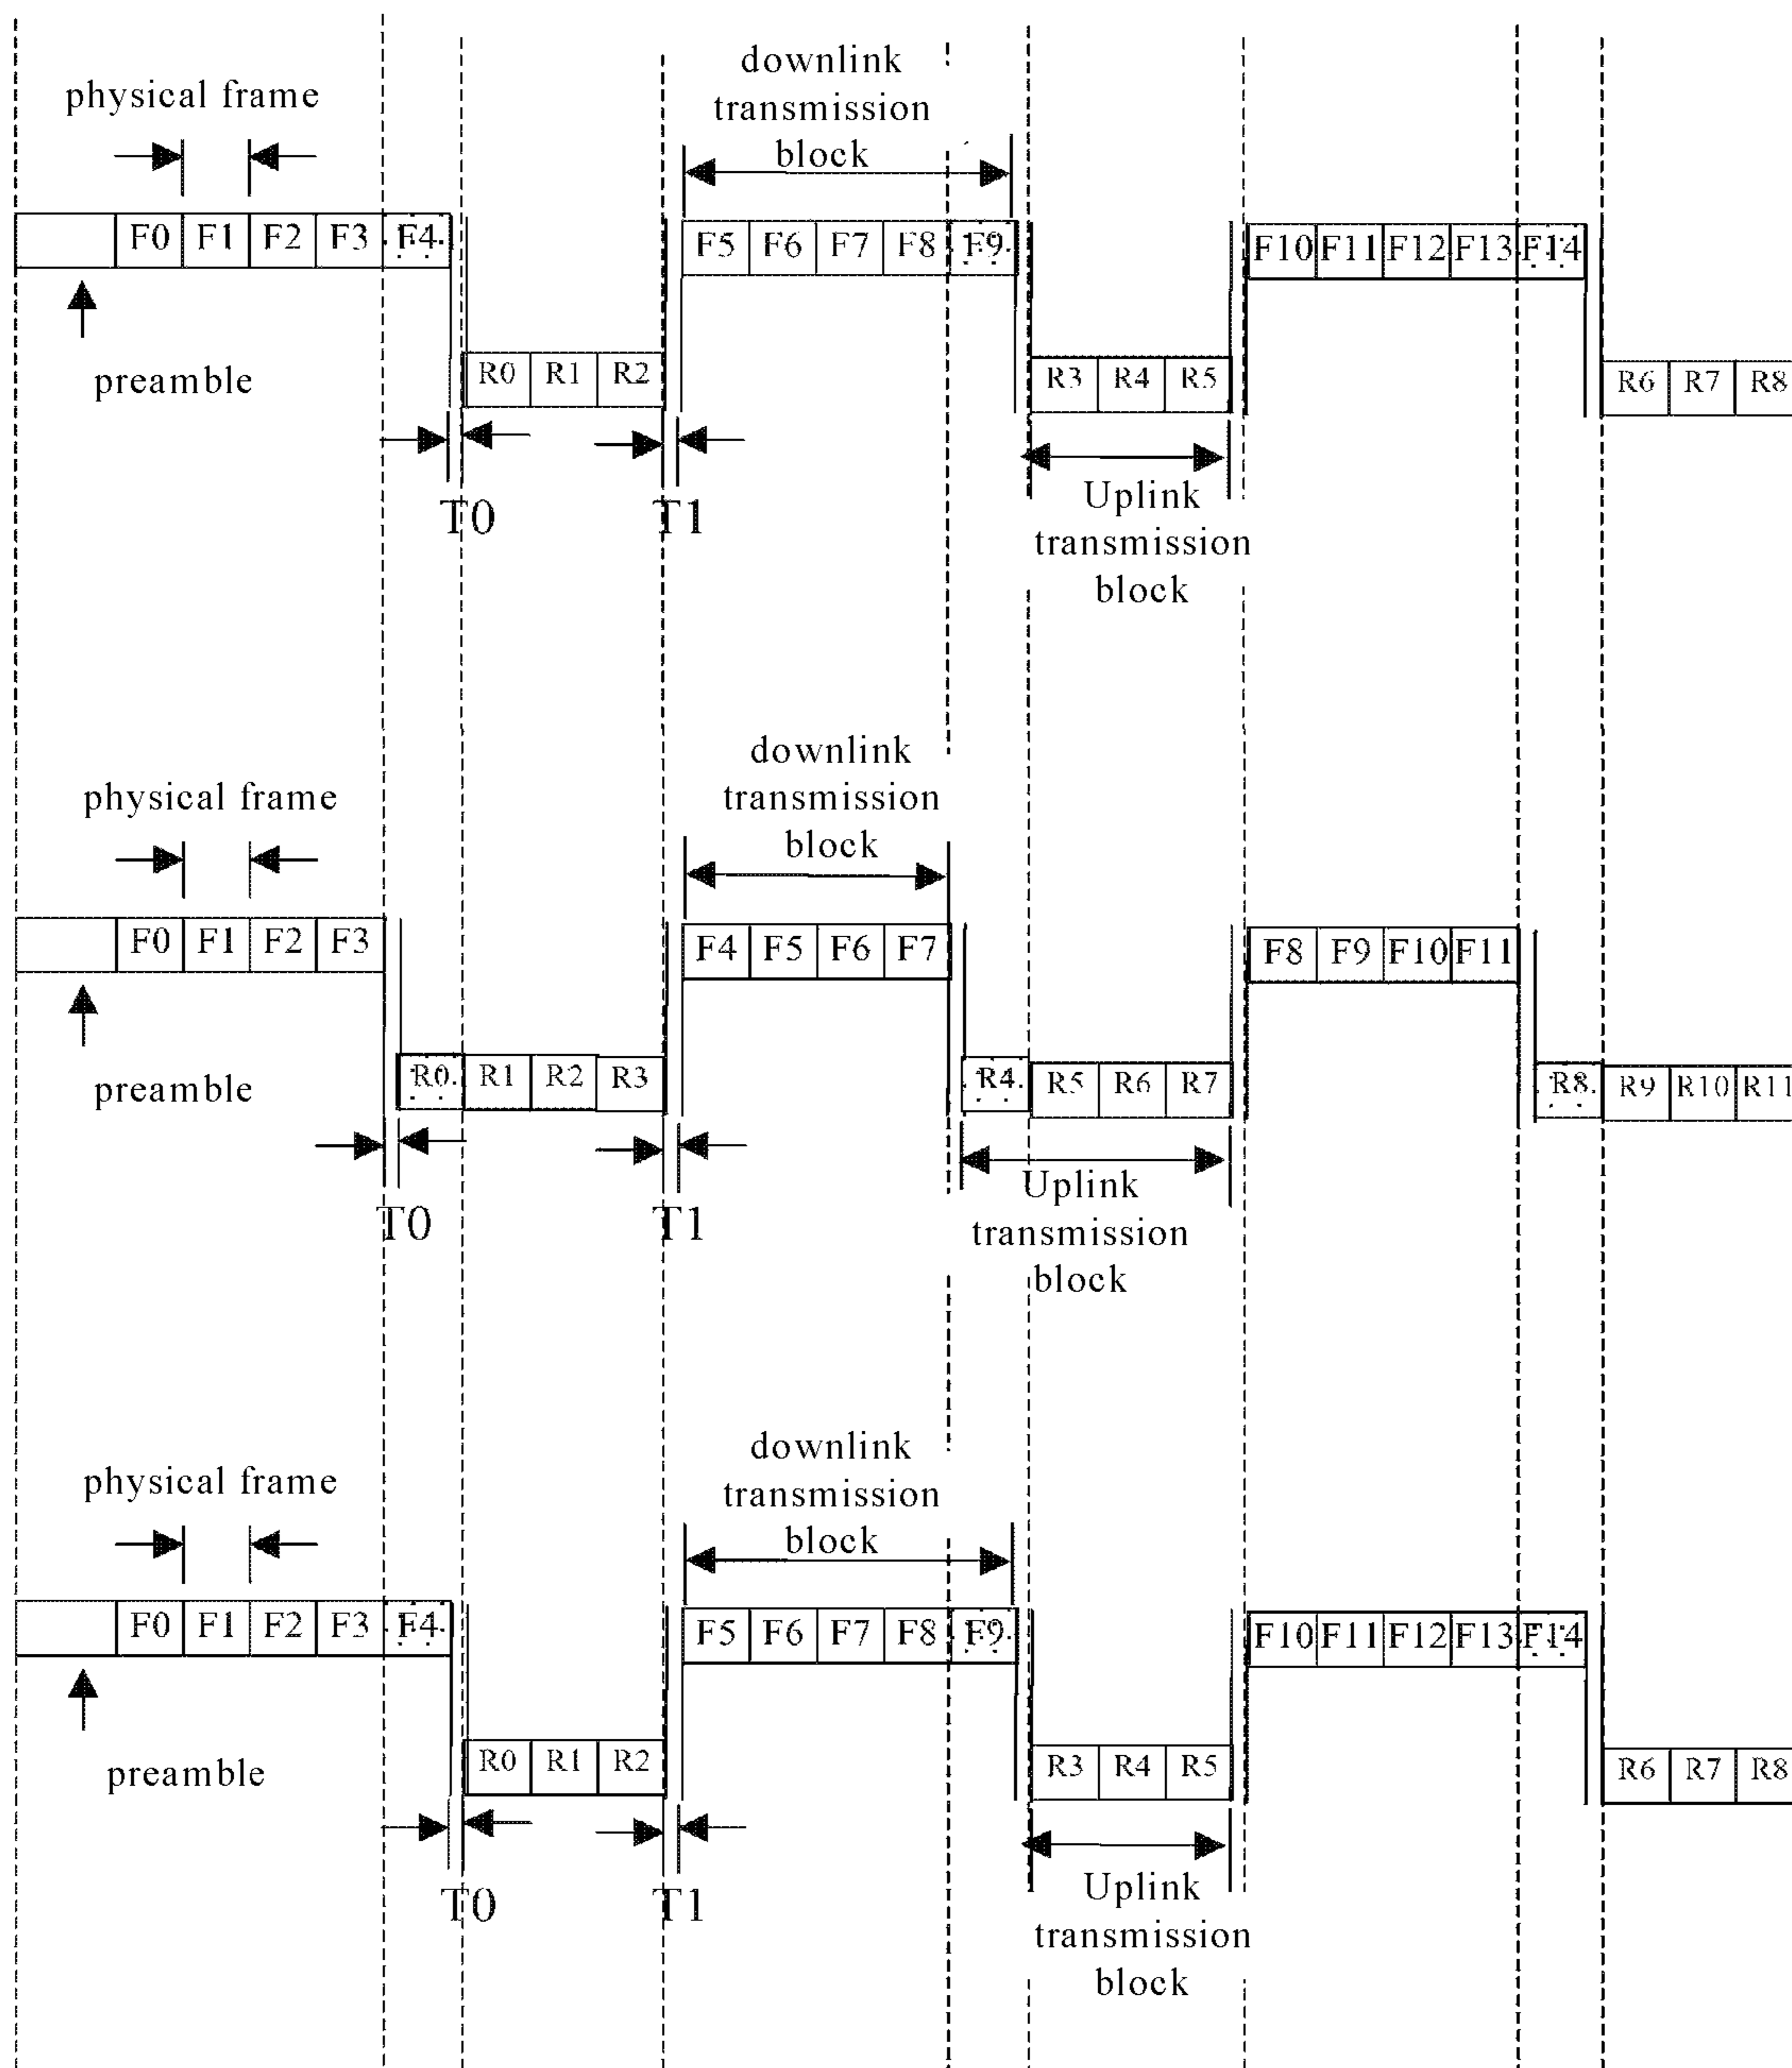 downlink
transmission
block
physical frame
F0 F1 F2 F3 F4 F5 F6 F7 F8 F9 F10 F11 F12 F13 F14
preamble
R0 R1 R2 R3 R4 R5 R6 R7 R8
T0 T1
Uplink
transmission
block
downlink
transmission
block
physical frame
F0 F1 F2 F3 F4 F5 F6 F7 F8 F9 F10 F11
preamble
R0 R1 R2 R3 R4 R5 R6 R7 R8 R9 R10 R11
T0 T1
Uplink
transmission
block
downlink
transmission
block
physical frame
F0 F1 F2 F3 F4 F5 F6 F7 F8 F9 F10 F11 F12 F13 F14
preamble
R0 R1 R2 R3 R4 R5 R6 R7 R8
T0 T1
Uplink
transmission
block